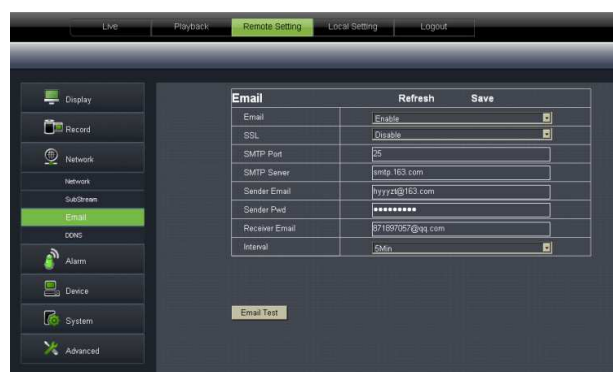 Live Playback Remote Setting Local Setting Logout
Display
Record
Network
Network
SubStream
Email
DDNS
Alarm
Device
System
Advanced
Email Refresh Save
Email Enable
SSL Disable
SMTP Port 25
SMTP Server smtp.163.com
Sender Email hyyyzt@163.com
Sender Pwd ●●●●●●●●●
Receiver Email 871897057@qq.com
Interval 5Min
Email Test